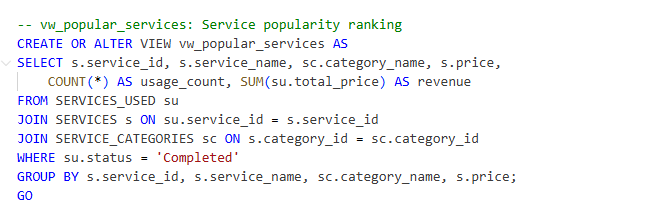 -- vw_popular_services: Service popularity ranking
CREATE OR ALTER VIEW vw_popular_services AS
SELECT s.service_id, s.service_name, sc.category_name, s.price,
    COUNT(*) AS usage_count, SUM(su.total_price) AS revenue
FROM SERVICES_USED su
JOIN SERVICES s ON su.service_id = s.service_id
JOIN SERVICE_CATEGORIES sc ON s.category_id = sc.category_id
WHERE su.status = 'Completed'
GROUP BY s.service_id, s.service_name, sc.category_name, s.price;
GO